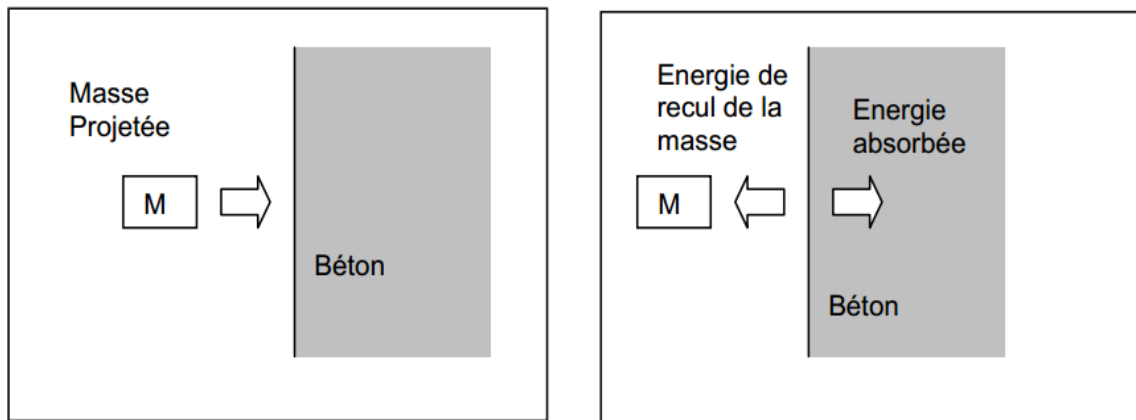 Masse
Projetée
M
Béton
Energie de
recul de la
masse
Energie
absorbée
M
Béton